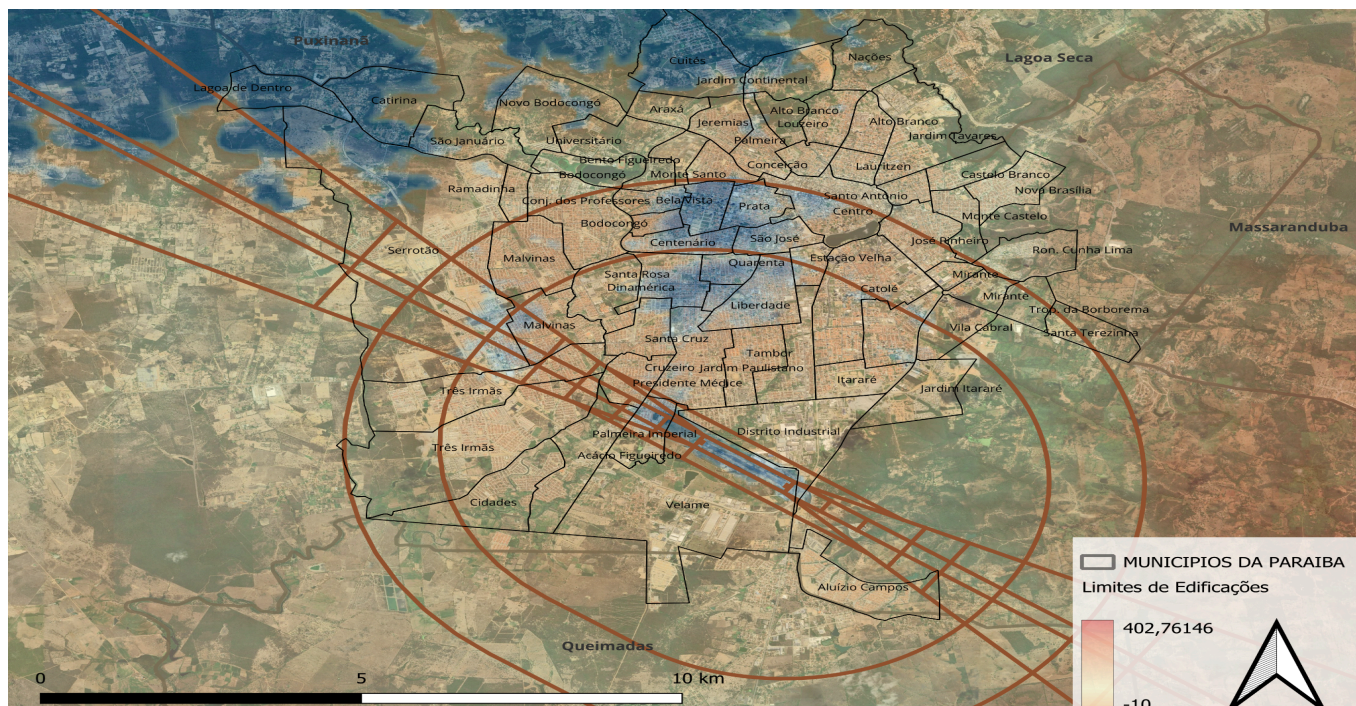 Puxinanã
Cuités
Nações
Lagoa Seca
Jardim Continental
Lagoa de Dentro
Catirina
Novo Bodocongó
Araxá
Alto Branco
Louzeiro
Jeremias
Alto Branco
Jardim Tavares
São Januário
Universitário
Palmeira
Bento Figueiredo
Conceição
Lauritzen
Bodocongó
Monte Santo
Castelo Branco
Ramadinha
Nova Brasília
Conj. dos Professores
Bela Vista
Prata
Santo Antônio
Centro
Monte Castelo
Bodocongó
Massaranduba
Centenário
São José
José Pinheiro
Serrotão
Ron. Cunha Lima
Malvinas
Quarenta
Estação Velha
Santa Rosa
Dinamérica
Mirante
Catolé
Mirante
Liberdade
Trop. da Borborema
Malvinas
Vila Cabral
Santa Terezinha
Santa Cruz
Tambor
Cruzeiro
Jardim Paulistano
Presidente Médice
Itararé
Jardim Itararé
Três Irmãs
Palmeira Imperial
Distrito Industrial
Três Irmãs
Acácio Figueiredo
Cidades
Velame
Aluízio Campos
Queimadas
MUNICIPIOS DA PARAIBA
Limites de Edificações
402,76146
-10
0
5
10 km